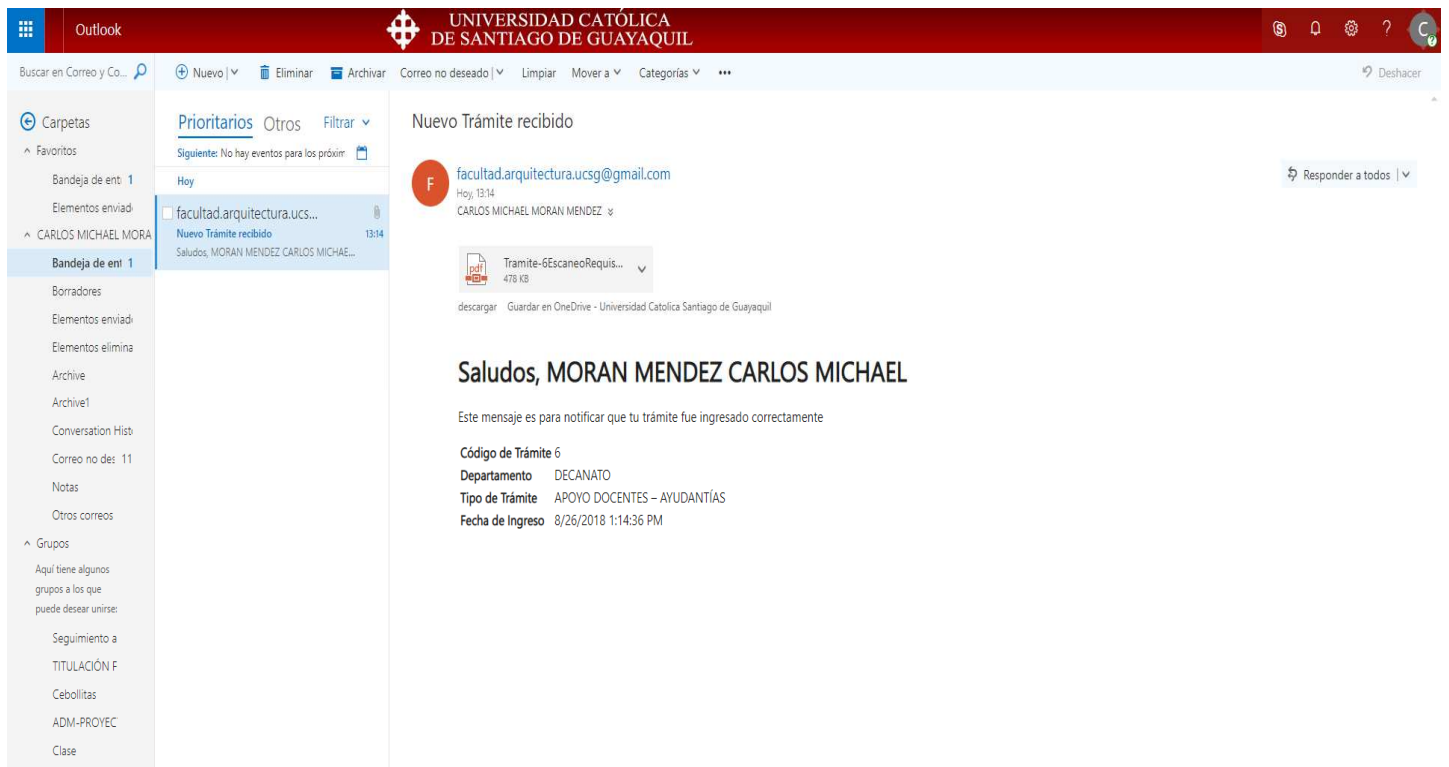 Outlook
UNIVERSIDAD CATÓLICA
DE SANTIAGO DE GUAYAQUIL
?
C
Buscar en Correo y Co...
Nuevo
Eliminar
Archivar
Correo no deseado
Limpiar
Mover a
Categorías
•••
Deshacer
Carpetas
Favoritos
Bandeja de ent 1
Elementos enviad
CARLOS MICHAEL MORA
Bandeja de ent 1
Borradores
Elementos enviad
Elementos elimina
Archive
Archive1
Conversation Hist
Correo no des 11
Notas
Otros correos
Grupos
Aquí tiene algunos
grupos a los que
puede desear unirse:
Seguimiento a
TITULACIÓN F
Cebollitas
ADM-PROYEC
Clase
Prioritarios Otros Filtrar
Siguiente: No hay eventos para los próxim
Hoy
facultad.arquitectura.ucs...
Nuevo Trámite recibido 13:14
Saludos, MORAN MENDEZ CARLOS MICHAE...
Nuevo Trámite recibido
F
facultad.arquitectura.ucsg@gmail.com
Hoy, 13:14
CARLOS MICHAEL MORAN MENDEZ
Responder a todos
pdf
Tramite-6EscaneoRequis...
478 KB
descargar Guardar en OneDrive - Universidad Catolica Santiago de Guayaquil
Saludos, MORAN MENDEZ CARLOS MICHAEL
Este mensaje es para notificar que tu trámite fue ingresado correctamente
Código de Trámite 6
Departamento DECANATO
Tipo de Trámite APOYO DOCENTES – AYUDANTÍAS
Fecha de Ingreso 8/26/2018 1:14:36 PM